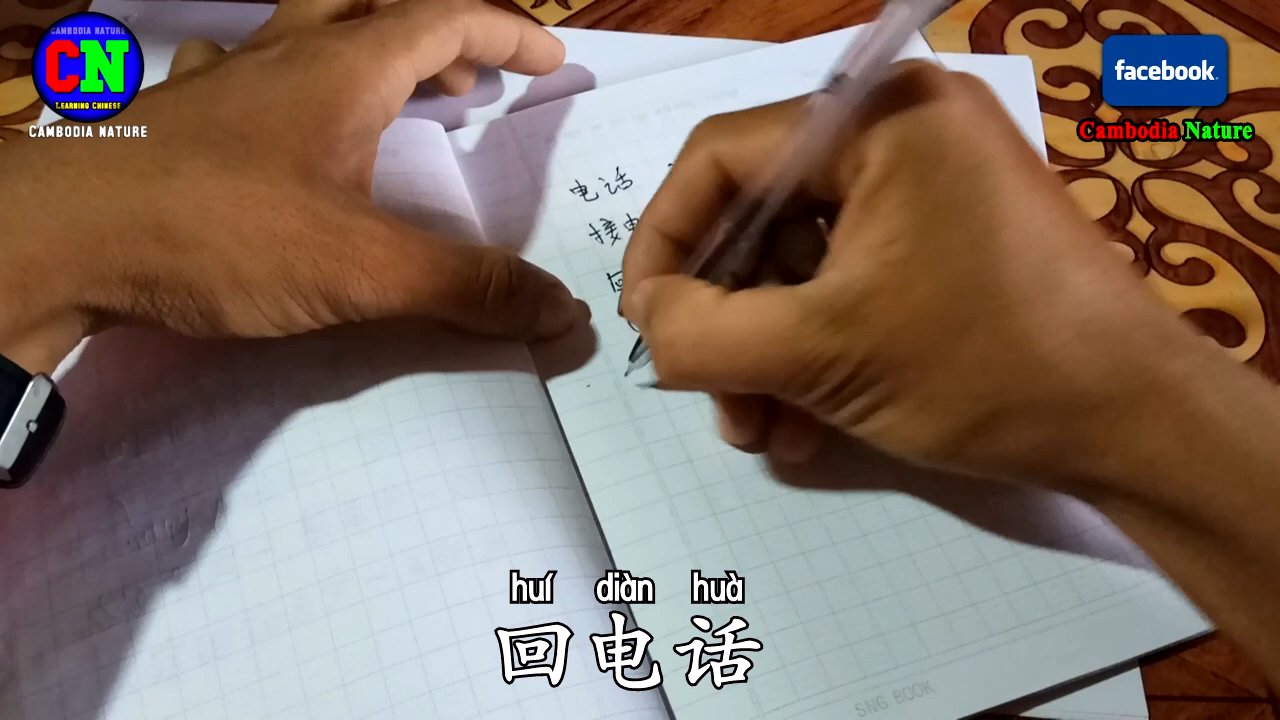 CAMBODIA NATURE
CN
LEARNING CHINESE
CAMBODIA NATURE
facebook
Cambodia Nature
电话
接电
huí diàn huà
回电话
SNG BOOK